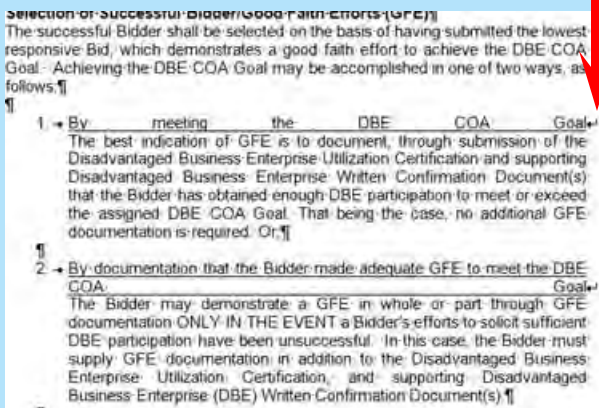 Selection of Successful Bidder/Good Faith Efforts (GFE)¶
The successful Bidder shall be selected on the basis of having submitted the lowest
responsive Bid, which demonstrates a good faith effort to achieve the DBE COA
Goal. Achieving the DBE COA Goal may be accomplished in one of two ways, as
follows:¶
¶
1. → By meeting the DBE COA Goal↵
The best indication of GFE is to document, through submission of the
Disadvantaged Business Enterprise Utilization Certification and supporting
Disadvantaged Business Enterprise Written Confirmation Document(s)
that the Bidder has obtained enough DBE participation to meet or exceed
the assigned DBE COA Goal. That being the case, no additional GFE
documentation is required. Or,¶
¶
2. → By documentation that the Bidder made adequate GFE to meet the DBE
COA Goal↵
The Bidder may demonstrate a GFE in whole or part through GFE
documentation ONLY IN THE EVENT a Bidder's efforts to solicit sufficient
DBE participation have been unsuccessful. In this case, the Bidder must
supply GFE documentation in addition to the Disadvantaged Business
Enterprise Utilization Certification, and supporting Disadvantaged
Business Enterprise (DBE) Written Confirmation Document(s).¶